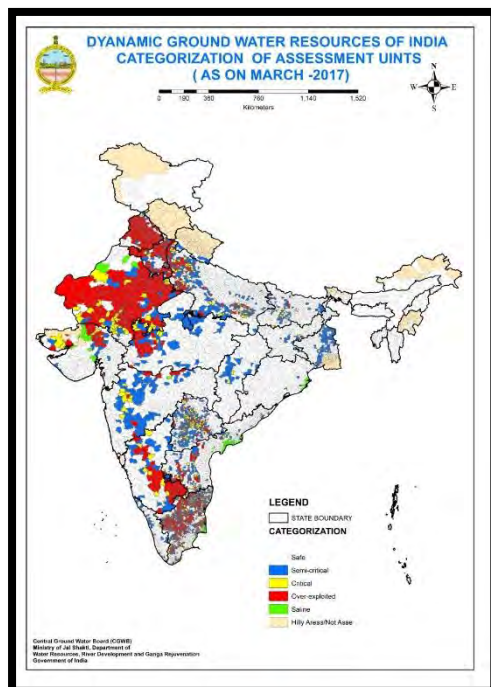 DYANAMIC GROUND WATER RESOURCES OF INDIA
CATEGORIZATION OF ASSESSMENT UINTS
( AS ON MARCH -2017)
N
W E
S
0 190 380 760 1,140 1,520
Kilometers
LEGEND
STATE BOUNDARY
CATEGORIZATION
Safe
Semi-critical
Critical
Over-exploited
Saline
Hilly Areas/Not Asse
Central Ground Water Board (CGWB)
Ministry of Jal Shakti, Department of
Water Resources, River Development and Ganga Rejuvenation
Government of India